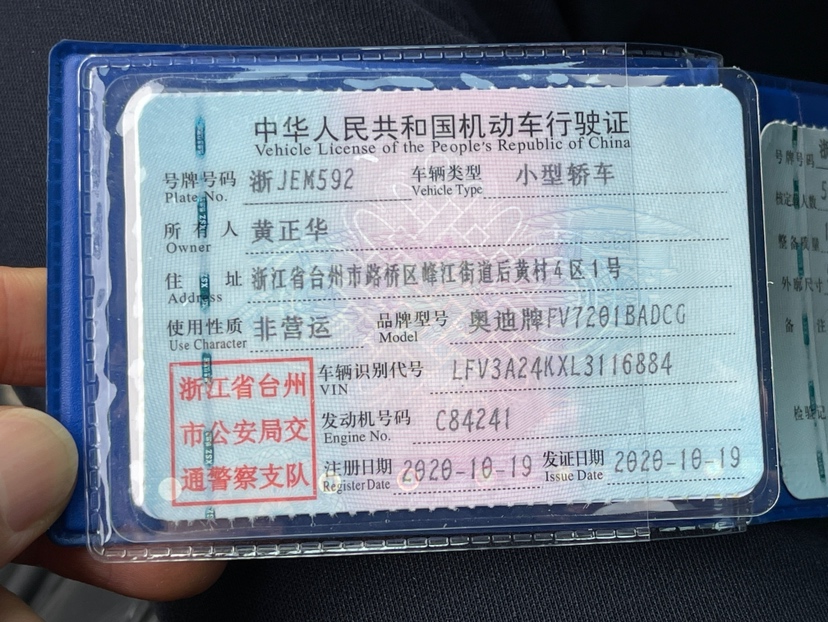 中华人民共和国机动车行驶证
Vehicle License of the People's Republic of China
号牌号码 浙JEM592 车辆类型 小型轿车
Plate No. Vehicle Type
所有人 黄正华
Owner
住址 浙江省台州市路桥区峰江街道后黄村4区1号
Address
使用性质 非营运 品牌型号 奥迪牌FV7201BADCG
Use Character Model
车辆识别代号 LFV3A24KXL3116884
VIN
发动机号码 C84241
Engine No.
注册日期 2020-10-19 发证日期 2020-10-19
Register Date Issue Date
浙江省台州
市公安局交
通警察支队
号牌号码
核定人数
整备质量
外廓尺寸
备注
检验记